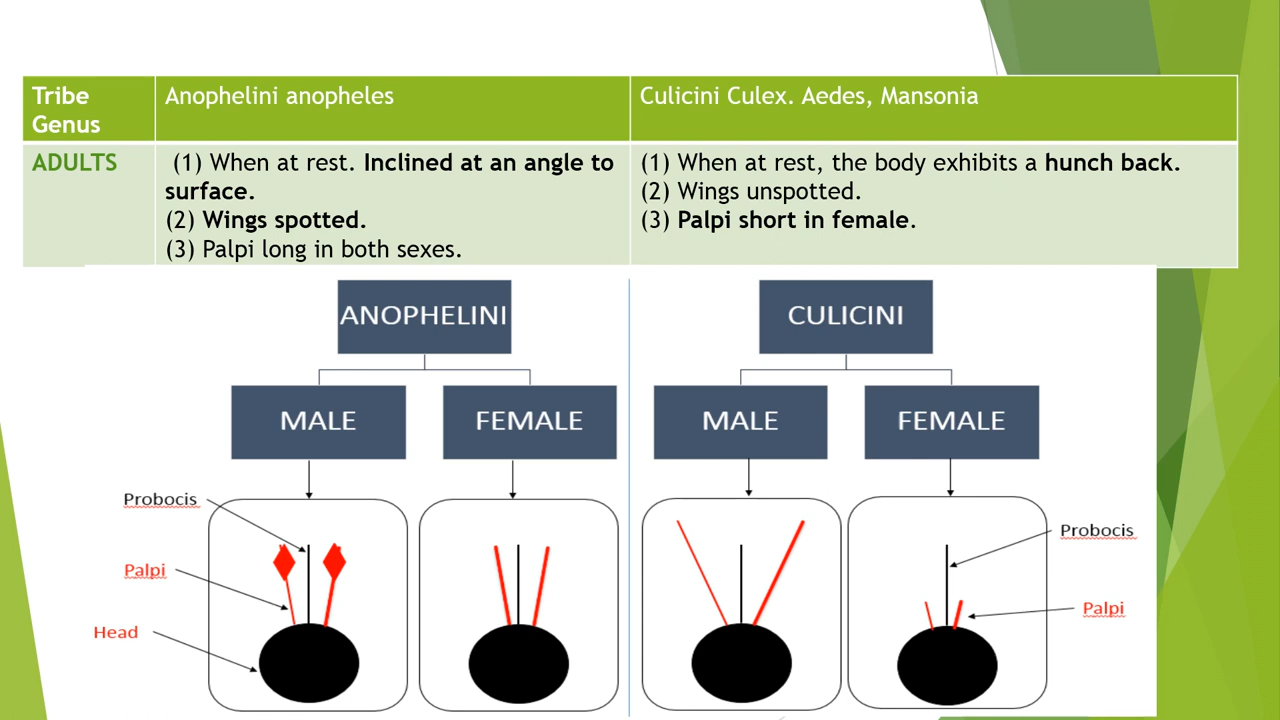 Tribe
Genus
Anophelini anopheles
Culicini Culex. Aedes, Mansonia
ADULTS
(1) When at rest. Inclined at an angle to
surface.
(2) Wings spotted.
(3) Palpi long in both sexes.
(1) When at rest, the body exhibits a hunch back.
(2) Wings unspotted.
(3) Palpi short in female.
ANOPHELINI
MALE
FEMALE
Probocis
Palpi
Head
CULICINI
MALE
FEMALE
Probocis
Palpi